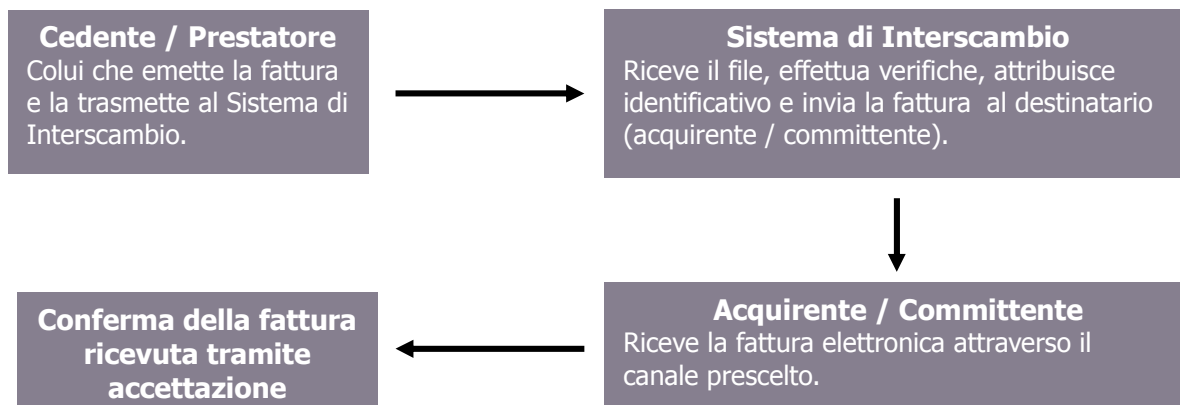 Cedente / Prestatore
Colui che emette la fattura
e la trasmette al Sistema di
Interscambio.
Sistema di Interscambio
Riceve il file, effettua verifiche, attribuisce
identificativo e invia la fattura al destinatario
(acquirente / committente).
Acquirente / Committente
Riceve la fattura elettronica attraverso il
canale prescelto.
Conferma della fattura
ricevuta tramite
accettazione